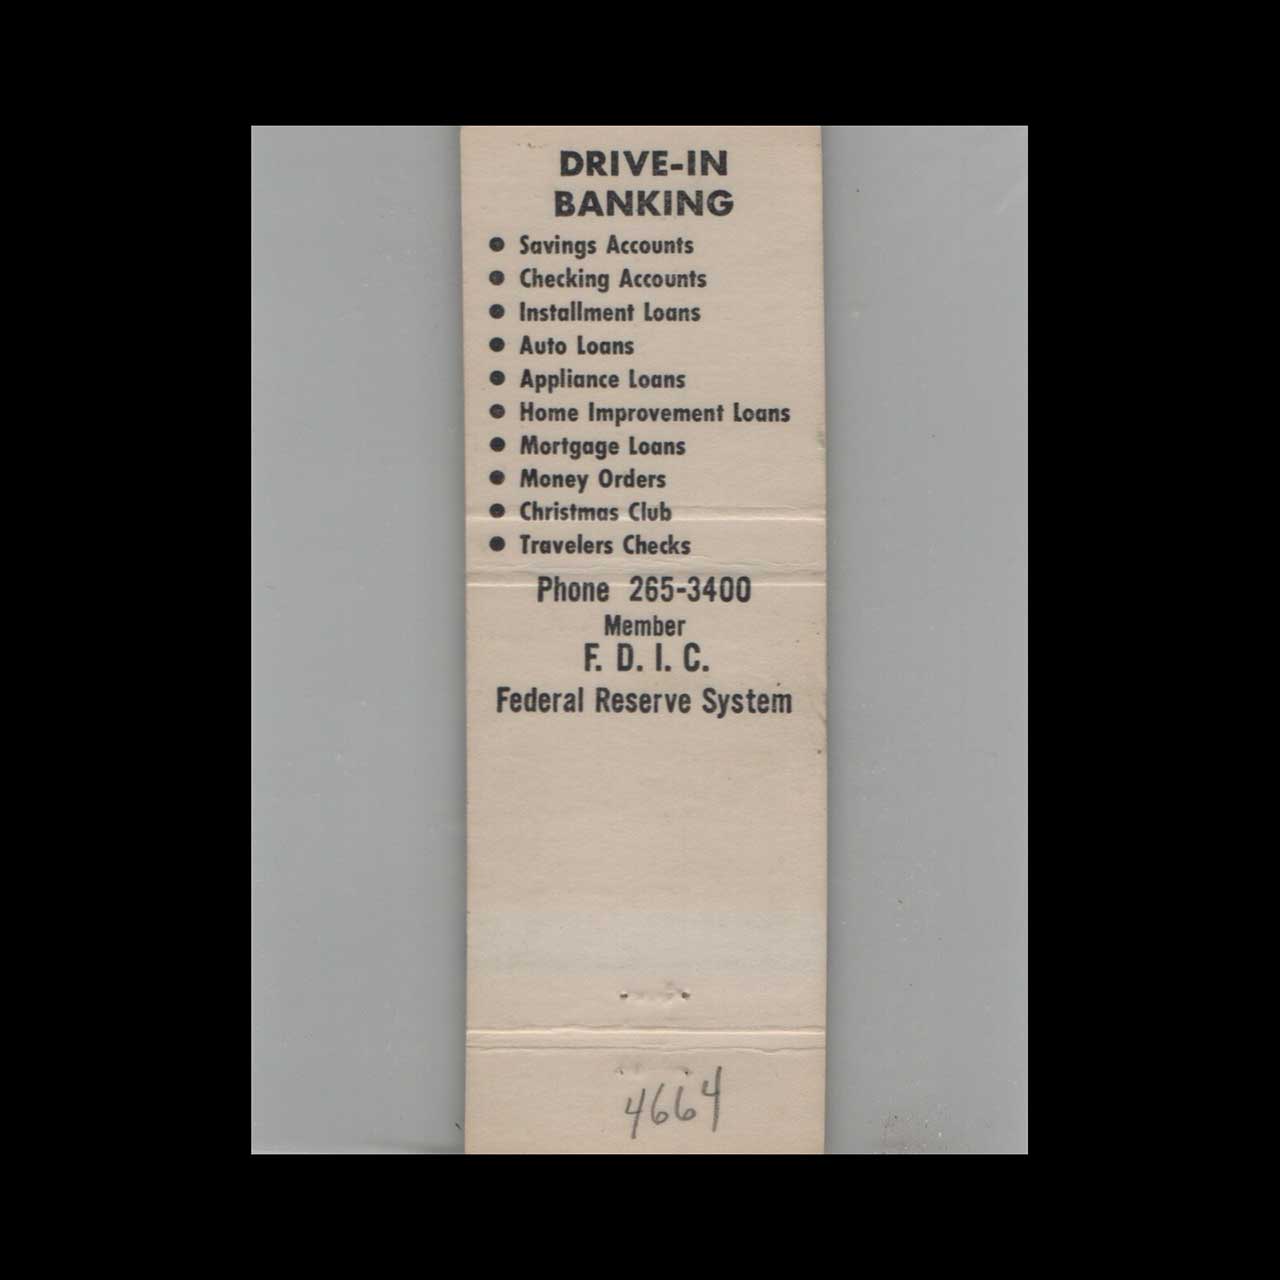 DRIVE-IN
BANKING
● Savings Accounts
● Checking Accounts
● Installment Loans
● Auto Loans
● Appliance Loans
● Home Improvement Loans
● Mortgage Loans
● Money Orders
● Christmas Club
● Travelers Checks
Phone 265-3400
Member
F. D. I. C.
Federal Reserve System
4664